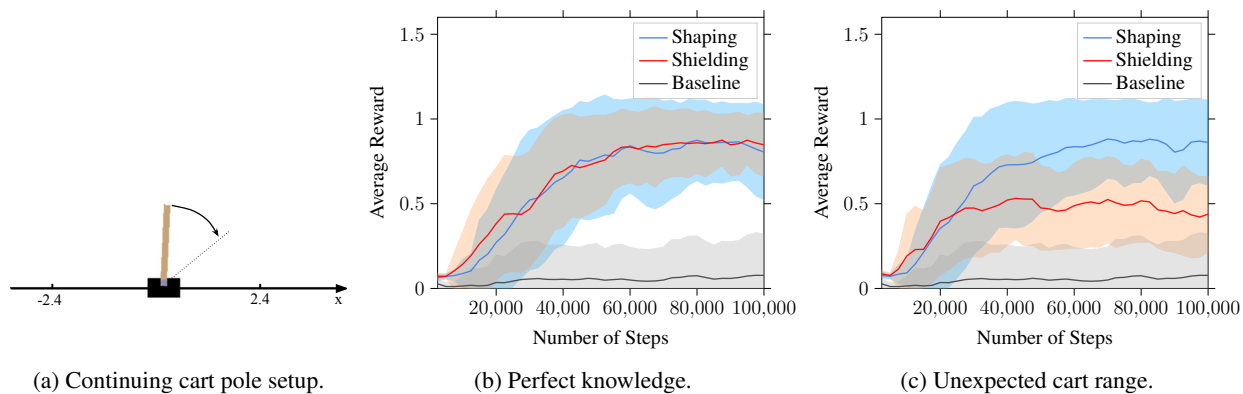 -2.4
2.4
x
(a) Continuing cart pole setup.
1.5
1
0.5
0
Average Reward
Shaping
Shielding
Baseline
20,000 40,000 60,000 80,000 100,000
Number of Steps
(b) Perfect knowledge.
1.5
1
0.5
0
Average Reward
Shaping
Shielding
Baseline
20,000 40,000 60,000 80,000 100,000
Number of Steps
(c) Unexpected cart range.